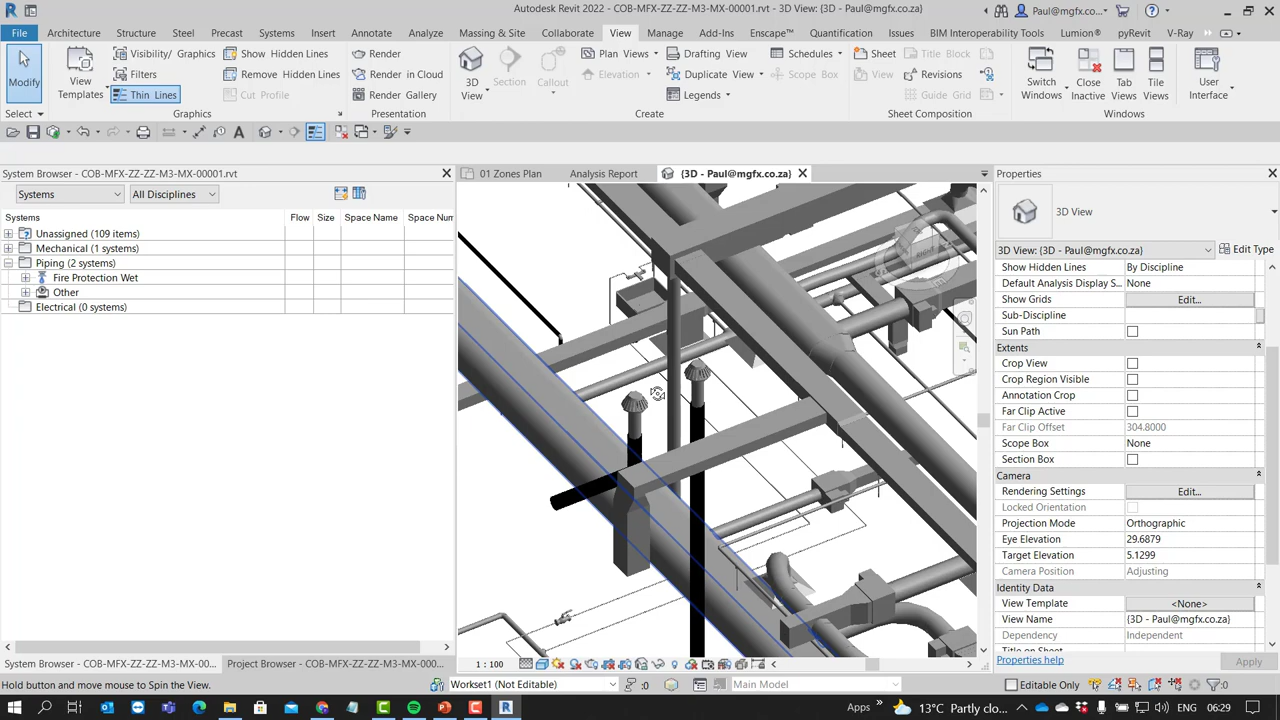 Autodesk Revit 2022 - COB-MFX-ZZ-ZZ-M3-MX-00001.rvt - 3D View: {3D - Paul@mgfx.co.za}
Paul@mgfx.co...
File Architecture Structure Steel Precast Systems Insert Annotate Analyze Massing & Site Collaborate View Manage Add-Ins Enscape™ Quantification Issues BIM Interoperability Tools Lumion® pyRevit V-Ray
Modify
View Templates
Visibility/ Graphics
Filters
Thin Lines
Show Hidden Lines
Remove Hidden Lines
Cut Profile
Render
Render in Cloud
Render Gallery
3D View
Section
Callout
Plan Views
Elevation
Drafting View
Duplicate View
Legends
Schedules
Scope Box
Sheet
View
Title Block
Revisions
Guide Grid
Switch Windows
Close Inactive
Tab Views
Tile Views
User Interface
Select Graphics Presentation Create Sheet Composition Windows
System Browser - COB-MFX-ZZ-ZZ-M3-MX-00001.rvt
01 Zones Plan Analysis Report {3D - Paul@mgfx.co.za}
Properties
Systems All Disciplines
Systems Flow Size Space Name Space Num
Unassigned (109 items)
Mechanical (1 systems)
Piping (2 systems)
Fire Protection Wet
Other
Electrical (0 systems)
RIGHT
3D View
3D View: {3D - Paul@mgfx.co.za} Edit Type
Show Hidden Lines By Discipline
Default Analysis Display S... None
Show Grids Edit...
Sub-Discipline
Sun Path
Extents
Crop View
Crop Region Visible
Annotation Crop
Far Clip Active
Far Clip Offset 304.8000
Scope Box None
Section Box
Camera
Rendering Settings Edit...
Locked Orientation
Projection Mode Orthographic
Eye Elevation 29.6879
Target Elevation 5.1299
Camera Position Adjusting
Identity Data
View Template <None>
View Name {3D - Paul@mgfx.co.za}
Dependency Independent
Title on Sheet
Properties help Apply
System Browser - COB-MFX-ZZ-ZZ-M3-MX-00... Project Browser - COB-MFX-ZZ-ZZ-M3-MX-000...
1 : 100
Hold button and move mouse to Spin the View.
Workset1 (Not Editable) :0 Main Model Editable Only :0
Apps » 13°C Partly clo... ENG 06:29